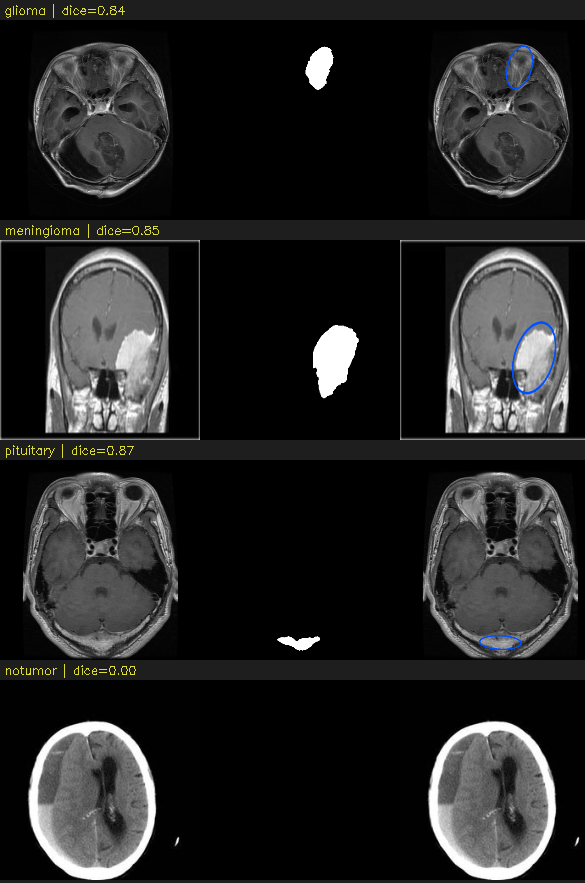 glioma | dice=0.84
meningioma | dice=0.85
pituitary | dice=0.87
notumor | dice=0.00